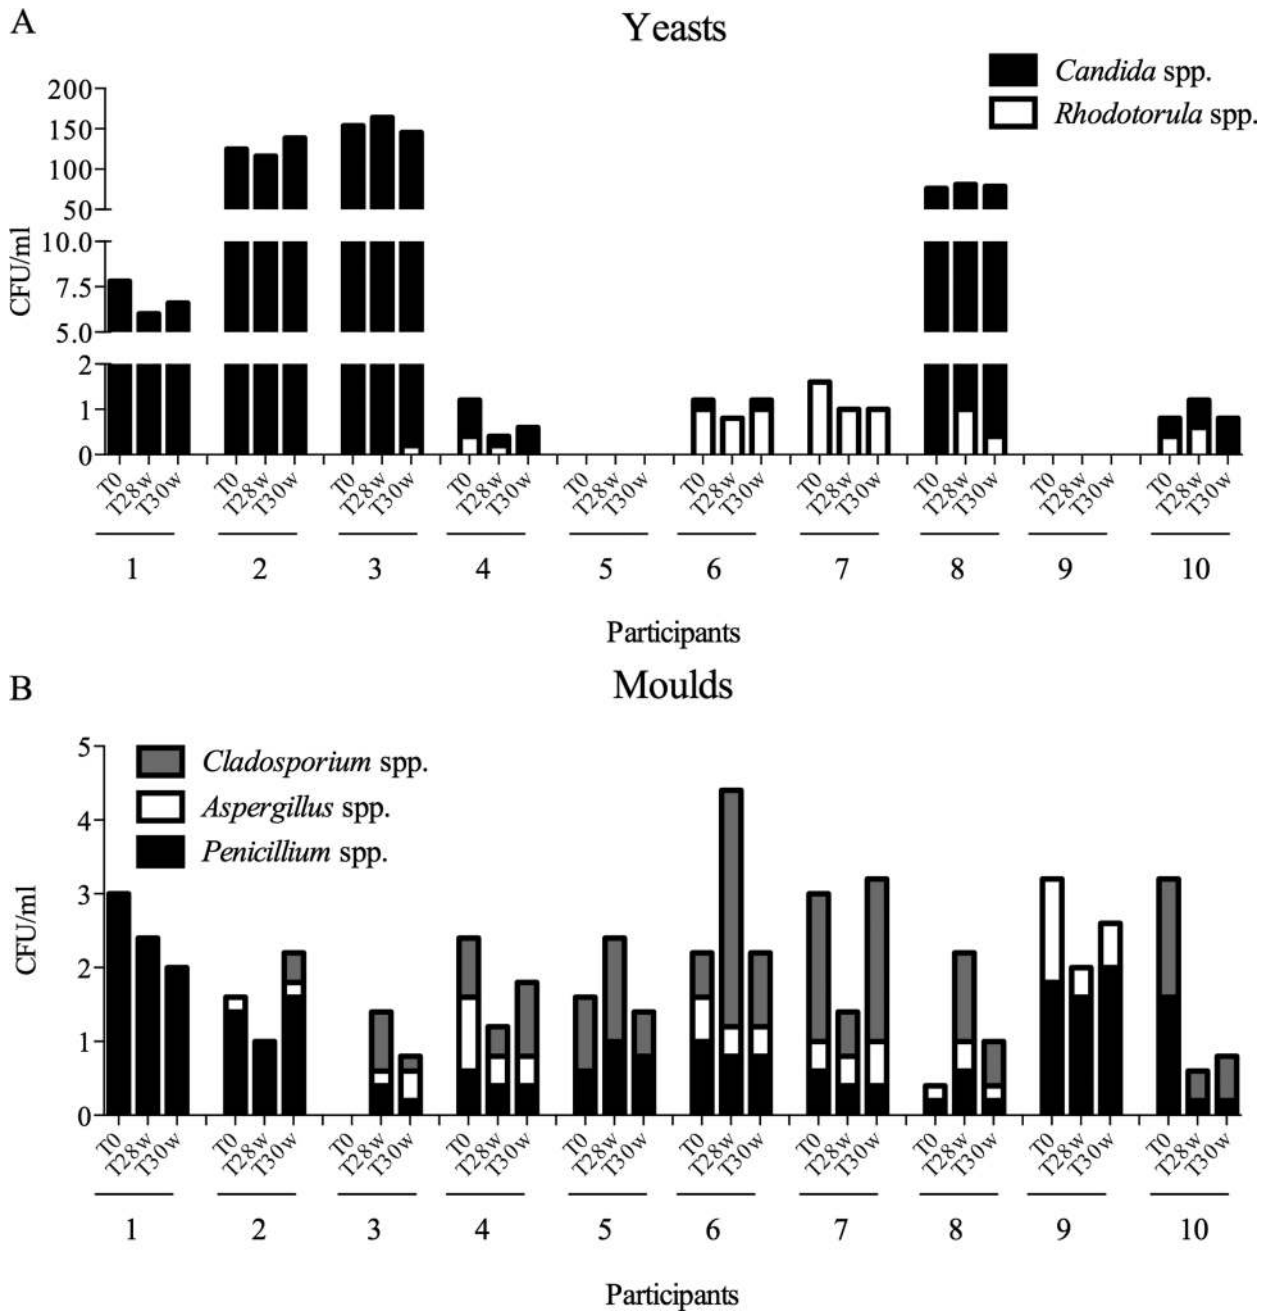 A
Yeasts
Candida spp.
Rhodotorula spp.
200
150
100
50
10.0
7.5
5.0
2
1
0
CFU/ml
T0 T28w T30w T0 T28w T30w T0 T28w T30w T0 T28w T30w T0 T28w T30w T0 T28w T30w T0 T28w T30w T0 T28w T30w T0 T28w T30w T0 T28w T30w
1 2 3 4 5 6 7 8 9 10
Participants
B
Moulds
Cladosporium spp.
Aspergillus spp.
Penicillium spp.
5
4
3
2
1
0
CFU/ml
T0 T28w T30w T0 T28w T30w T0 T28w T30w T0 T28w T30w T0 T28w T30w T0 T28w T30w T0 T28w T30w T0 T28w T30w T0 T28w T30w T0 T28w T30w
1 2 3 4 5 6 7 8 9 10
Participants